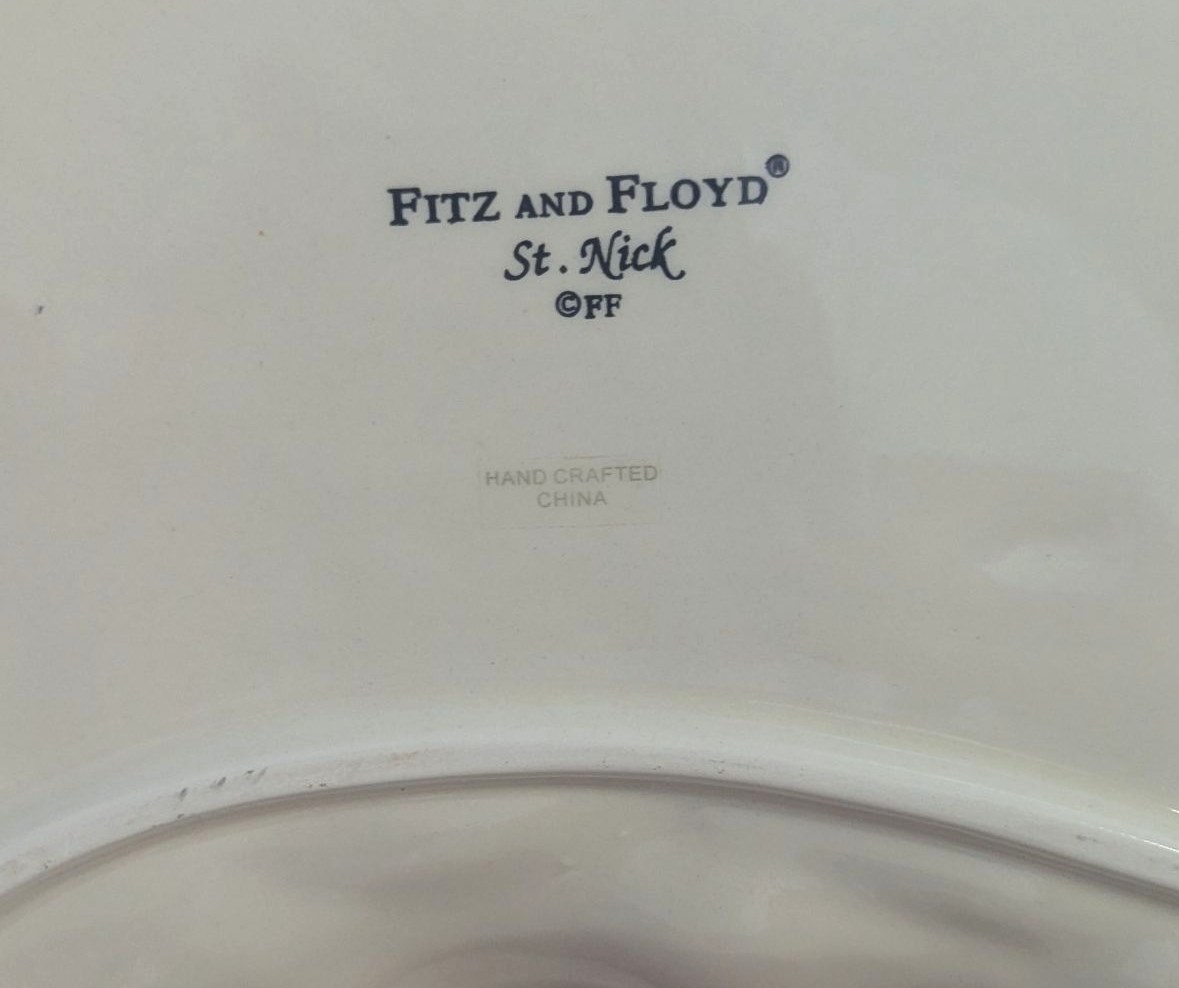 FITZ AND FLOYD®
St. Nick
©FF
HAND CRAFTED
CHINA